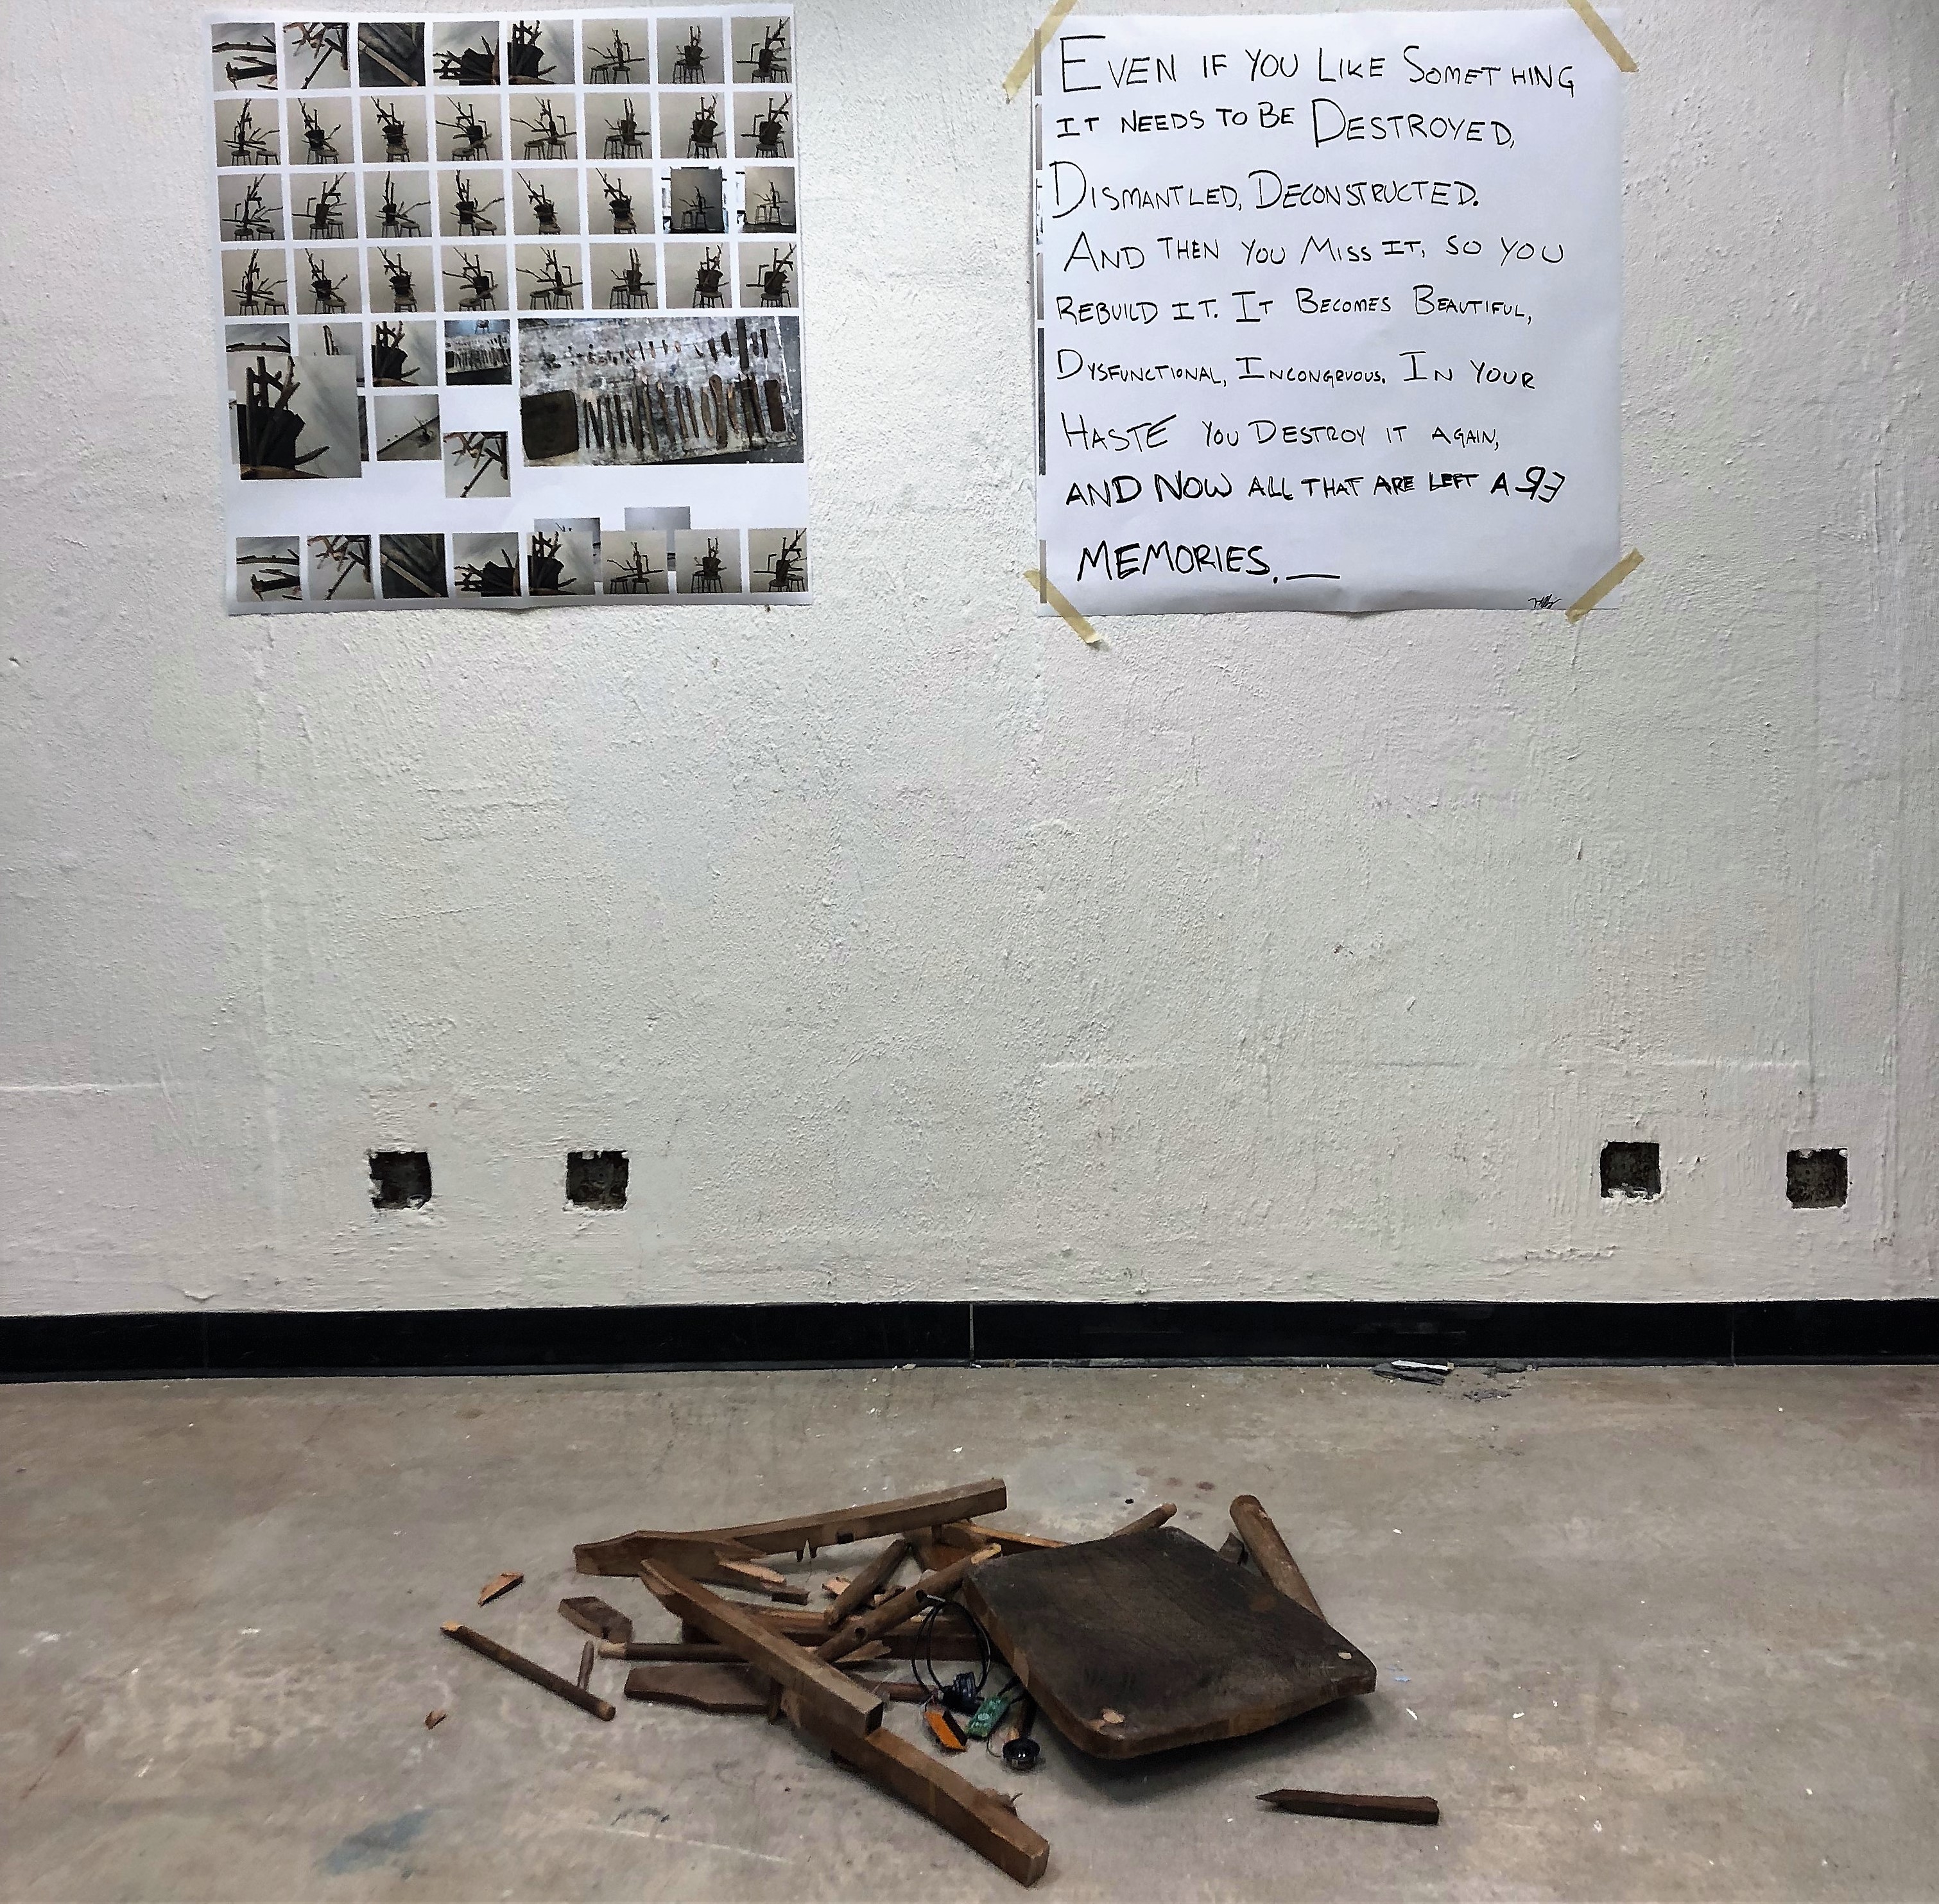 EVEN IF YOU LIKE SOMETHING
IT NEEDS TO BE DESTROYED,
DISMANTLED, DECONSTRUCTED.
AND THEN YOU MISS IT, SO YOU
REBUILD IT. IT BECOMES BEAUTIFUL,
DYSFUNCTIONAL, INCONGRUOUS. IN YOUR
HASTE YOU DESTROY IT AGAIN,
AND NOW ALL THAT ARE LEFT ARE
MEMORIES.